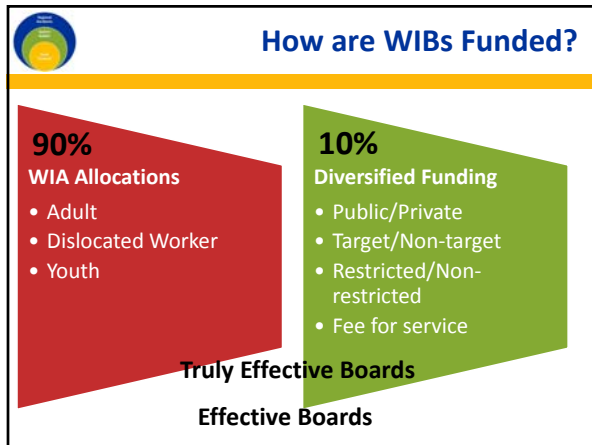 How are WIBs Funded?
90%
WIA Allocations
• Adult
• Dislocated Worker
• Youth
10%
Diversified Funding
• Public/Private
• Target/Non-target
• Restricted/Non-
restricted
• Fee for service
Truly Effective Boards
Effective Boards